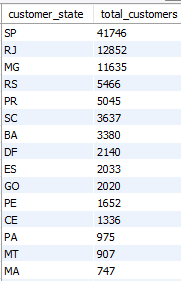 customer_state total_customers
SP 41746
RJ 12852
MG 11635
RS 5466
PR 5045
SC 3637
BA 3380
DF 2140
ES 2033
GO 2020
PE 1652
CE 1336
PA 975
MT 907
MA 747